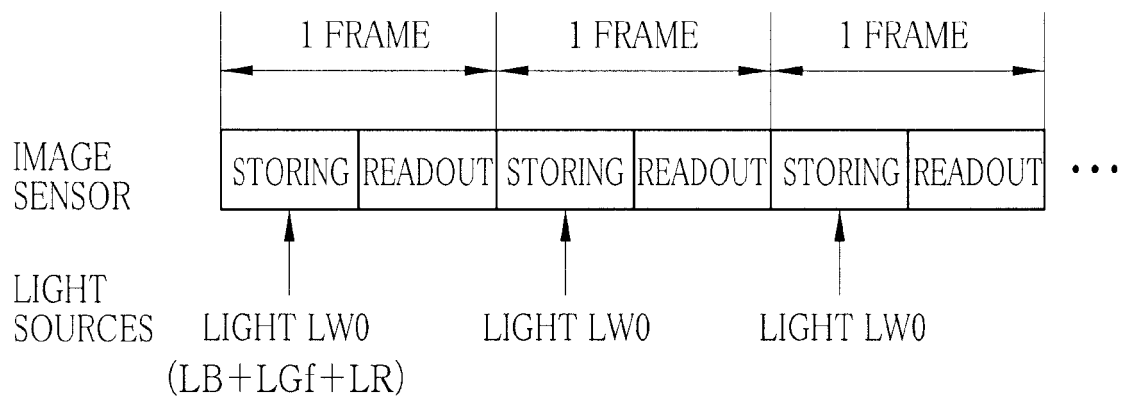 1 FRAME 1 FRAME 1 FRAME
IMAGE
SENSOR
STORING READOUT STORING READOUT STORING READOUT •••
LIGHT
SOURCES
LIGHT LW0 LIGHT LW0 LIGHT LW0
(LB+LGf+LR)